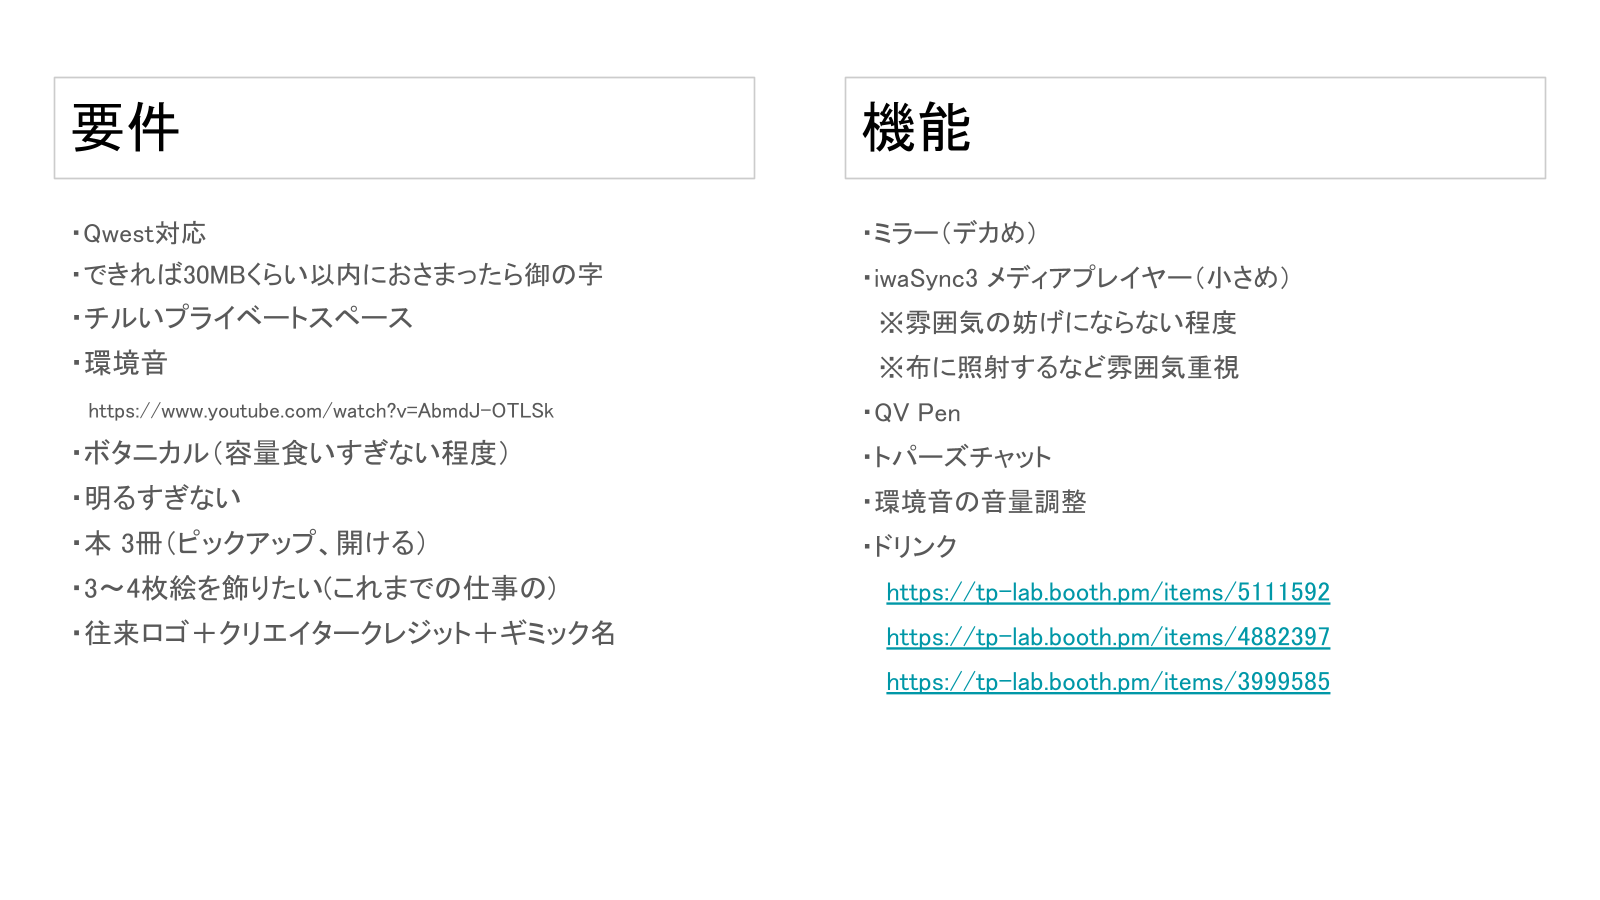 要件
・Qwest対応
・できれば30MBくらい以内におさまったら御の字
・チルいプライベートスペース
・環境音
https://www.youtube.com/watch?v=AbmdJ-OTLSk
・ボタニカル（容量食いすぎない程度）
・明るすぎない
・本 3冊（ピックアップ、開ける）
・3～4枚絵を飾りたい(これまでの仕事の）
・往来ロゴ＋クリエイタークレジット＋ギミック名
機能
・ミラー（デカめ）
・iwaSync3 メディアプレイヤー（小さめ）
※雰囲気の妨げにならない程度
※布に照射するなど雰囲気重視
・QV Pen
・トパーズチャット
・環境音の音量調整
・ドリンク
https://tp-lab.booth.pm/items/5111592
https://tp-lab.booth.pm/items/4882397
https://tp-lab.booth.pm/items/3999585